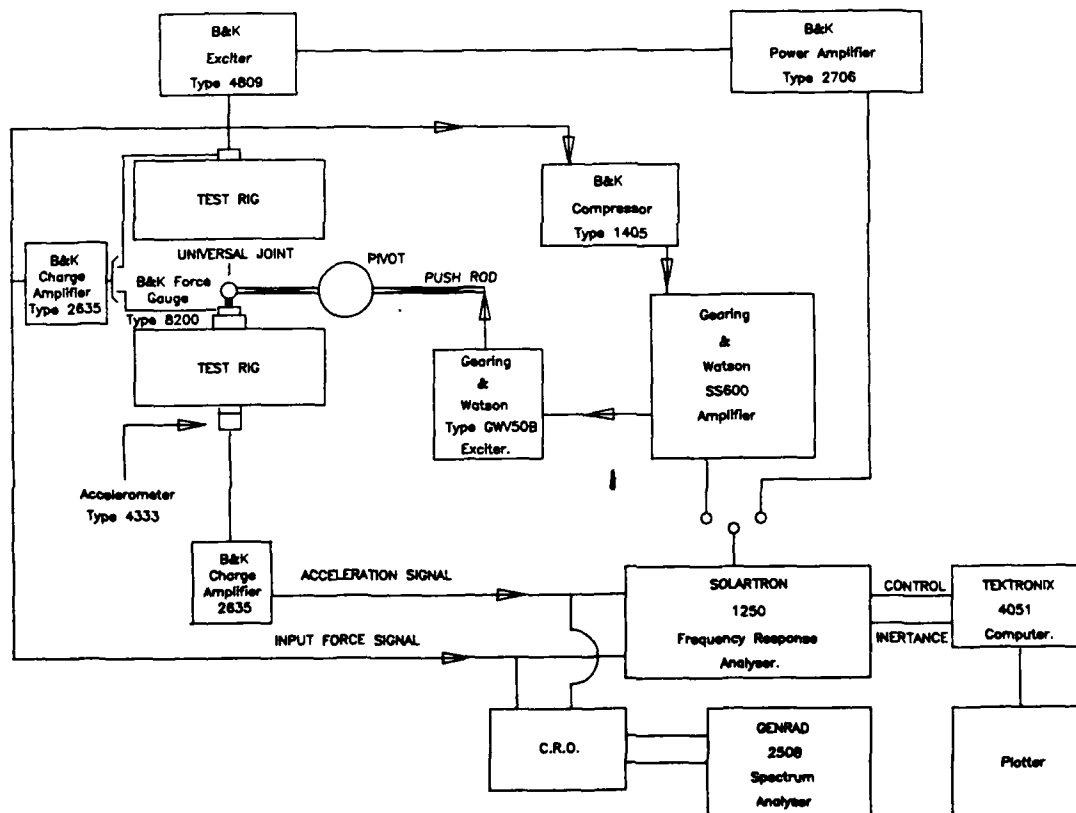 B&K
Exciter
Type 4809
B&K
Power Amplifier
Type 2706
B&K
Compressor
Type 1405
TEST RIG
UNIVERSAL JOINT
PIVOT
PUSH ROD
B&K
Charge
Amplifier
Type 2635
B&K Force
Gauge
Type 8200
TEST RIG
Gearing
&
Watson
Type GWV50B
Exciter.
Gearing
&
Watson
SS600
Amplifier
Accelerometer
Type 4333
B&K
Charge
Amplifier
2635
ACCELERATION SIGNAL
INPUT FORCE SIGNAL
SOLARTRON
1250
Frequency Response
Analyser.
CONTROL
INERTANCE
TEKTRONIX
4051
Computer.
C.R.O.
GENRAD
2508
Spectrum
Analyser
Plotter